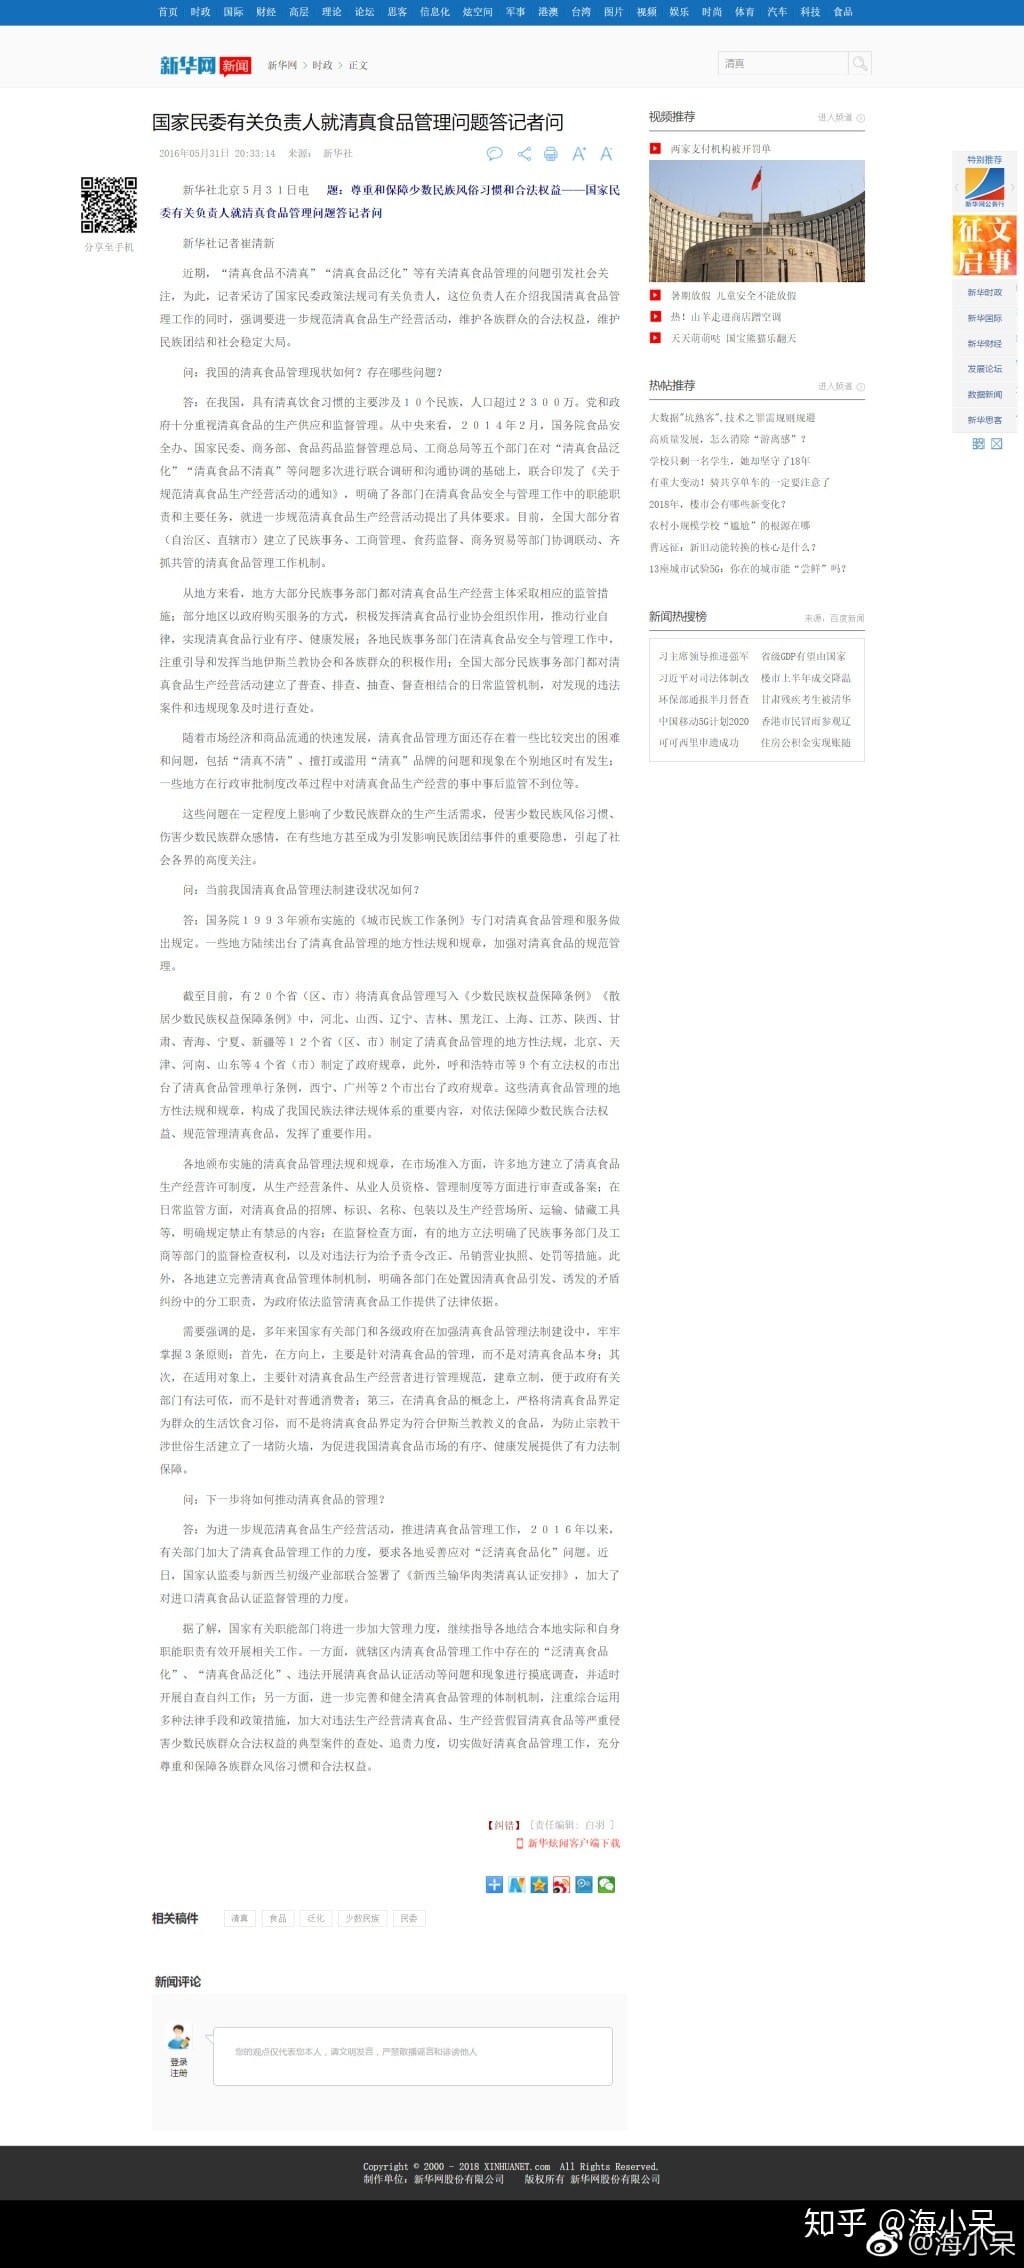 首页 时政 国际 财经 高层 理论 论坛 思客 信息化 炫空间 军事 港澳 台湾 图片 视频 娱乐 时尚 体育 汽车 科技 食品
新华网 新闻 新华网 > 时政 > 正文
清真
国家民委有关负责人就清真食品管理问题答记者问
2016年05月31日 20:33:14 来源： 新华社
分享至手机
新华社北京５月３１日电 题：尊重和保障少数民族风俗习惯和合法权益——国家民
委有关负责人就清真食品管理问题答记者问
新华社记者崔清新
近期，“清真食品不清真”“清真食品泛化”等有关清真食品管理的问题引发社会关
注，为此，记者采访了国家民委政策法规司有关负责人，这位负责人在介绍我国清真食品管
理工作的同时，强调要进一步规范清真食品生产经营活动，维护各族群众的合法权益，维护
民族团结和社会稳定大局。
问：我国的清真食品管理现状如何？存在哪些问题？
答：在我国，具有清真饮食习惯的主要涉及１０个民族，人口超过２３００万。党和政
府十分重视清真食品的生产供应和监督管理。从中央来看，２０１４年２月，国务院食品安
全办、国家民委、商务部、食品药品监督管理总局、工商总局等五个部门在对“清真食品泛
化”“清真食品不清真”等问题多次进行联合调研和沟通协调的基础上，联合印发了《关于
规范清真食品生产经营活动的通知》，明确了各部门在清真食品安全与管理工作中的职能职
责和主要任务，就进一步规范清真食品生产经营活动提出了具体要求。目前，全国大部分省
（自治区、直辖市）建立了民族事务、工商管理、食药监督、商务贸易等部门协调联动、齐
抓共管的清真食品管理工作机制。
从地方来看，地方大部分民族事务部门都对清真食品生产经营主体采取相应的监管措
施；部分地区以政府购买服务的方式，积极发挥清真食品行业协会组织作用，推动行业自
律，实现清真食品行业有序、健康发展；各地民族事务部门在清真食品安全与管理工作中，
注重引导和发挥当地伊斯兰教协会和各族群众的积极作用；全国大部分民族事务部门都对清
真食品生产经营活动建立了普查、排查、抽查、督查相结合的日常监管机制，对发现的违法
案件和违规现象及时进行查处。
随着市场经济和商品流通的快速发展，清真食品管理方面还存在着一些比较突出的困难
和问题，包括“清真不清”、擅打或滥用“清真”品牌的问题和现象在个别地区时有发生；
一些地方在行政审批制度改革过程中对清真食品生产经营的事中事后监管不到位等。
这些问题在一定程度上影响了少数民族群众的生产生活需求，侵害少数民族风俗习惯、
伤害少数民族群众感情，在有些地方甚至成为引发影响民族团结事件的重要隐患，引起了社
会各界的高度关注。
问：当前我国清真食品管理法制建设状况如何？
答：国务院１９９３年颁布实施的《城市民族工作条例》专门对清真食品管理和服务做
出规定。一些地方陆续出台了清真食品管理的地方性法规和规章，加强对清真食品的规范管
理。
截至目前，有２０个省（区、市）将清真食品管理写入《少数民族权益保障条例》《散
居少数民族权益保障条例》中，河北、山西、辽宁、吉林、黑龙江、上海、江苏、陕西、甘
肃、青海、宁夏、新疆等１２个省（区、市）制定了清真食品管理的地方性法规，北京、天
津、河南、山东等４个省（市）制定了政府规章，此外，呼和浩特市等９个有立法权的市出
台了清真食品管理单行条例，西宁、广州等２个市出台了政府规章。这些清真食品管理的地
方性法规和规章，构成了我国民族法律法规体系的重要内容，对依法保障少数民族合法权
益、规范管理清真食品，发挥了重要作用。
各地颁布实施的清真食品管理法规和规章，在市场准入方面，许多地方建立了清真食品
生产经营许可制度，从生产经营条件、从业人员资格、管理制度等方面进行审查或备案；在
日常监管方面，对清真食品的招牌、标识、名称、包装以及生产经营场所、运输、储藏工具
等，明确规定禁止有禁忌的内容；在监督检查方面，有的地方立法明确了民族事务部门及工
商等部门的监督检查权利，以及对违法行为给予责令改正、吊销营业执照、处罚等措施。此
外，各地建立完善清真食品管理体制机制，明确各部门在处置因清真食品引发、诱发的矛盾
纠纷中的分工职责，为政府依法监管清真食品工作提供了法律依据。
需要强调的是，多年来国家有关部门和各级政府在加强清真食品管理法制建设中，牢牢
掌握３条原则：首先，在方向上，主要是针对清真食品的管理，而不是对清真食品本身；其
次，在适用对象上，主要针对清真食品生产经营者进行管理规范，建章立制，便于政府有关
部门有法可依，而不是针对普通消费者；第三，在清真食品的概念上，严格将清真食品界定
为群众的生活饮食习俗，而不是将清真食品界定为符合伊斯兰教教义的食品，为防止宗教干
涉世俗生活建立了一堵防火墙，为促进我国清真食品市场的有序、健康发展提供了有力法制
保障。
问：下一步将如何推动清真食品的管理？
答：为进一步规范清真食品生产经营活动，推进清真食品管理工作，２０１６年以来，
有关部门加大了清真食品管理工作的力度，要求各地妥善应对“泛清真食品化”问题。近
日，国家认监委与新西兰初级产业部联合签署了《新西兰输华肉类清真认证安排》，加大了
对进口清真食品认证监督管理的力度。
据了解，国家有关职能部门将进一步加大管理力度，继续指导各地结合本地实际和自身
职能职责有效开展相关工作。一方面，就辖区内清真食品管理工作中存在的“泛清真食品
化”、“清真食品泛化”、违法开展清真食品认证活动等问题和现象进行摸底调查，并适时
开展自查自纠工作；另一方面，进一步完善和健全清真食品管理的体制机制，注重综合运用
多种法律手段和政策措施，加大对违法生产经营清真食品、生产经营假冒清真食品等严重侵
害少数民族群众合法权益的典型案件的查处、追责力度，切实做好清真食品管理工作，充分
尊重和保障各族群众风俗习惯和合法权益。
【纠错】 [责任编辑： 白羽 ]
新华炫闻客户端下载
相关稿件 清真 食品 泛化 少数民族 民委
新闻评论
登录
注册
您的观点仅代表您本人，请文明发言，严禁散播谣言和诽谤他人
视频推荐 进入频道
两家支付机构被开罚单
中国人民银行
暑期放假 儿童安全不能放假
热！山羊走进商店蹭空调
天天萌萌哒 国宝熊猫乐翻天
热帖推荐 进入频道
大数据"坑熟客",技术之罪需规则规避
高质量发展，怎么消除“游离感”？
学校只剩一名学生，她却坚守了18年
有重大变动！骑共享单车的一定要注意了
2018年，楼市会有哪些新变化？
农村小规模学校“尴尬”的根源在哪
曹远征：新旧动能转换的核心是什么？
13座城市试验5G：你在的城市能“尝鲜”吗？
新闻热搜榜 来源：百度新闻
习主席领导推进强军 省级GDP有望由国家
习近平对司法体制改 楼市上半年成交降温
环保部通报半月督查 甘肃残疾考生被清华
中国移动5G计划2020 香港市民冒雨参观辽
可可西里申遗成功 住房公积金实现账随
特别推荐
新华网公务行
征文
启事
新华时政
新华国际
新华财经
发展论坛
数据新闻
新华思客
Copyright © 2000 - 2018 XINHUANET.com All Rights Reserved.
制作单位：新华网股份有限公司 版权所有 新华网股份有限公司
知乎 @海小呆
@海小呆